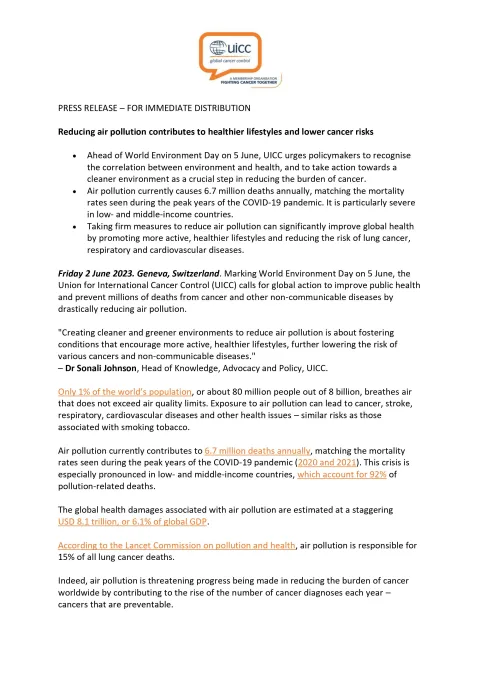 uicc
global cancer control
A MEMBERSHIP ORGANISATION
FIGHTING CANCER TOGETHER
PRESS RELEASE – FOR IMMEDIATE DISTRIBUTION
Reducing air pollution contributes to healthier lifestyles and lower cancer risks
• Ahead of World Environment Day on 5 June, UICC urges policymakers to recognise
the correlation between environment and health, and to take action towards a
cleaner environment as a crucial step in reducing the burden of cancer.
• Air pollution currently causes 6.7 million deaths annually, matching the mortality
rates seen during the peak years of the COVID-19 pandemic. It is particularly severe
in low- and middle-income countries.
• Taking firm measures to reduce air pollution can significantly improve global health
by promoting more active, healthier lifestyles and reducing the risk of lung cancer,
respiratory and cardiovascular diseases.
Friday 2 June 2023. Geneva, Switzerland. Marking World Environment Day on 5 June, the
Union for International Cancer Control (UICC) calls for global action to improve public health
and prevent millions of deaths from cancer and other non-communicable diseases by
drastically reducing air pollution.
"Creating cleaner and greener environments to reduce air pollution is about fostering
conditions that encourage more active, healthier lifestyles, further lowering the risk of
various cancers and non-communicable diseases."
– Dr Sonali Johnson, Head of Knowledge, Advocacy and Policy, UICC.
Only 1% of the world's population, or about 80 million people out of 8 billion, breathes air
that does not exceed air quality limits. Exposure to air pollution can lead to cancer, stroke,
respiratory, cardiovascular diseases and other health issues – similar risks as those
associated with smoking tobacco.
Air pollution currently contributes to 6.7 million deaths annually, matching the mortality
rates seen during the peak years of the COVID-19 pandemic (2020 and 2021). This crisis is
especially pronounced in low- and middle-income countries, which account for 92% of
pollution-related deaths.
The global health damages associated with air pollution are estimated at a staggering
USD 8.1 trillion, or 6.1% of global GDP.
According to the Lancet Commission on pollution and health, air pollution is responsible for
15% of all lung cancer deaths.
Indeed, air pollution is threatening progress being made in reducing the burden of cancer
worldwide by contributing to the rise of the number of cancer diagnoses each year –
cancers that are preventable.